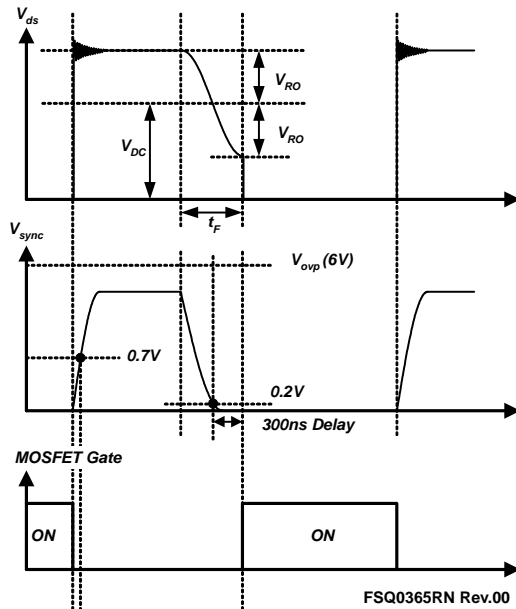 Vds
VRO
VRO
VDC
tF
Vsync
Vovp (6V)
0.7V
0.2V
300ns Delay
MOSFET Gate
ON
ON
FSQ0365RN Rev.00